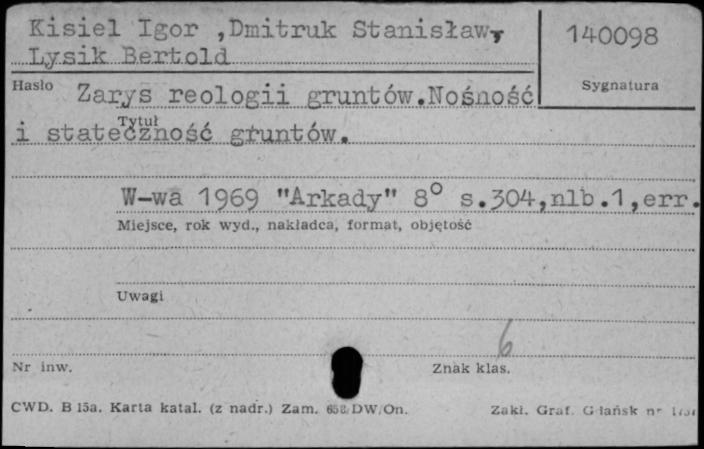 Kisiel Igor ,Dmitruk Stanisław,
Lysik Bertold
140098
Hasło
Sygnatura
Zarys reologii gruntów.Nośność
Tytuł
i stateczność gruntów.
W-wa 1969 "Arkady" 8° s.304,nlb.1,err.
Miejsce, rok wyd., nakładca, format, objętość
Uwagi
6
Nr inw.
Znak klas.
CWD. B 15a. Karta katal. (z nadr.) Zam. DW/On.
Zakł. Graf. Gdańsk nr